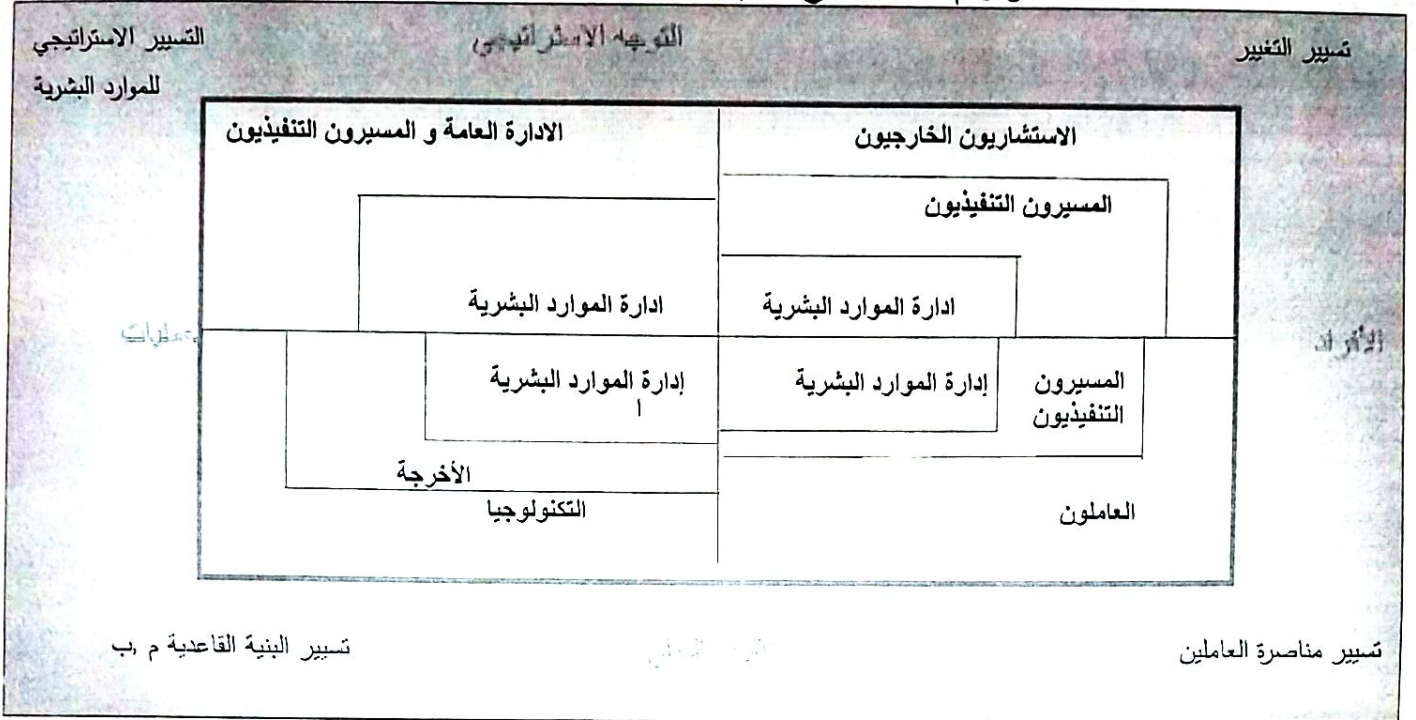 تسيير التغيير
التوجه الاستراتيجي
التسيير الاستراتيجي
للموارد البشرية
الاستشاريون الخارجيون
الادارة العامة و المسيرون التنفيذيون
المسيرون التنفيذيون
ادارة الموارد البشرية
ادارة الموارد البشرية
الأفراد
المسيرون
التنفيذيون
إدارة الموارد البشرية
إدارة الموارد البشرية
ا
الأخرجة
التكنولوجيا
العاملون
تسيير مناصرة العاملين
تسيير البنية القاعدية م ,ب